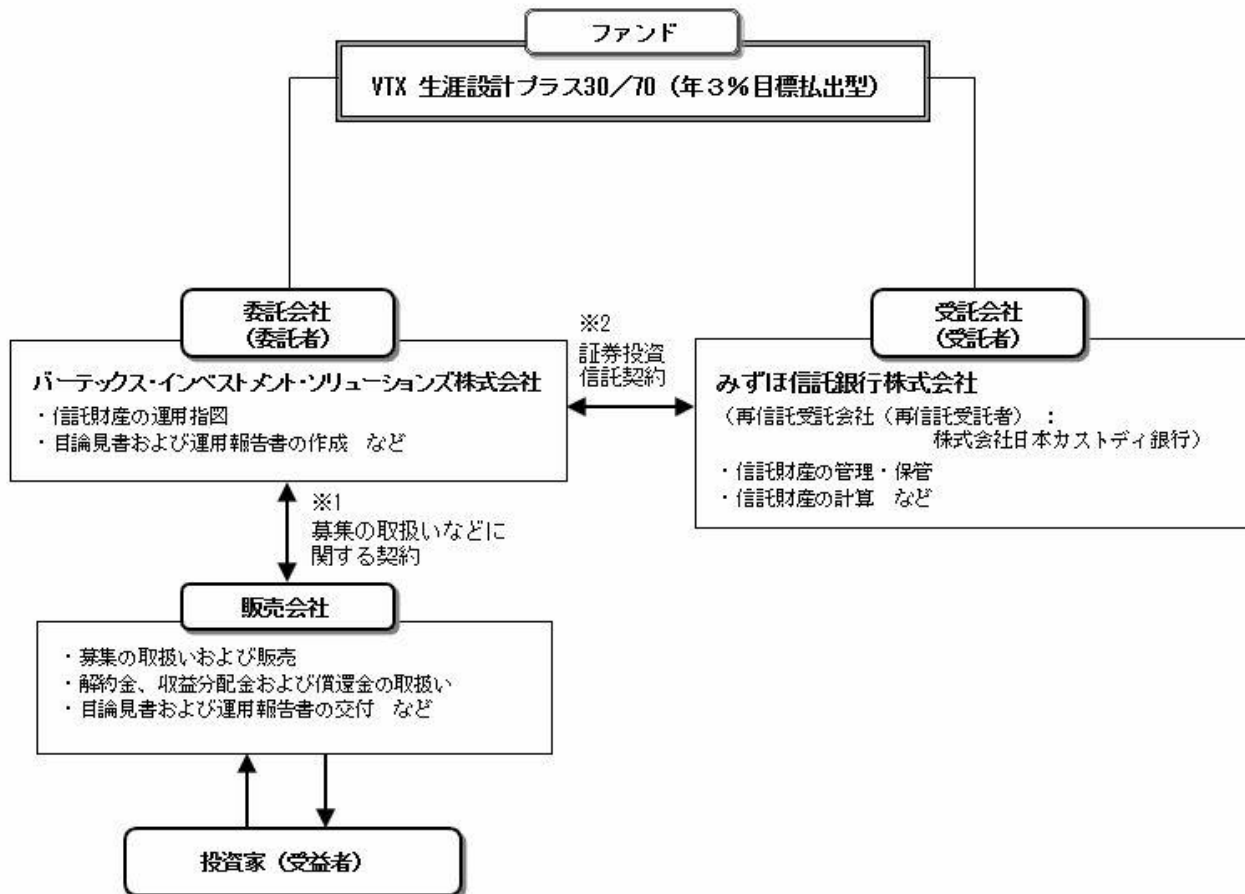 ファンド
VTX 生涯設計プラス30／70（年３％目標払出型）
委託会社
（委託者）
バーテックス・インベストメント・ソリューションズ株式会社
・信託財産の運用指図
・目論見書および運用報告書の作成　など
※2
証券投資
信託契約
受託会社
（受託者）
みずほ信託銀行株式会社
（再信託受託会社（再信託受託者）：
株式会社日本カストディ銀行）
・信託財産の管理・保管
・信託財産の計算　など
※1
募集の取扱いなどに
関する契約
販売会社
・募集の取扱いおよび販売
・解約金、収益分配金および償還金の取扱い
・目論見書および運用報告書の交付　など
投資家（受益者）